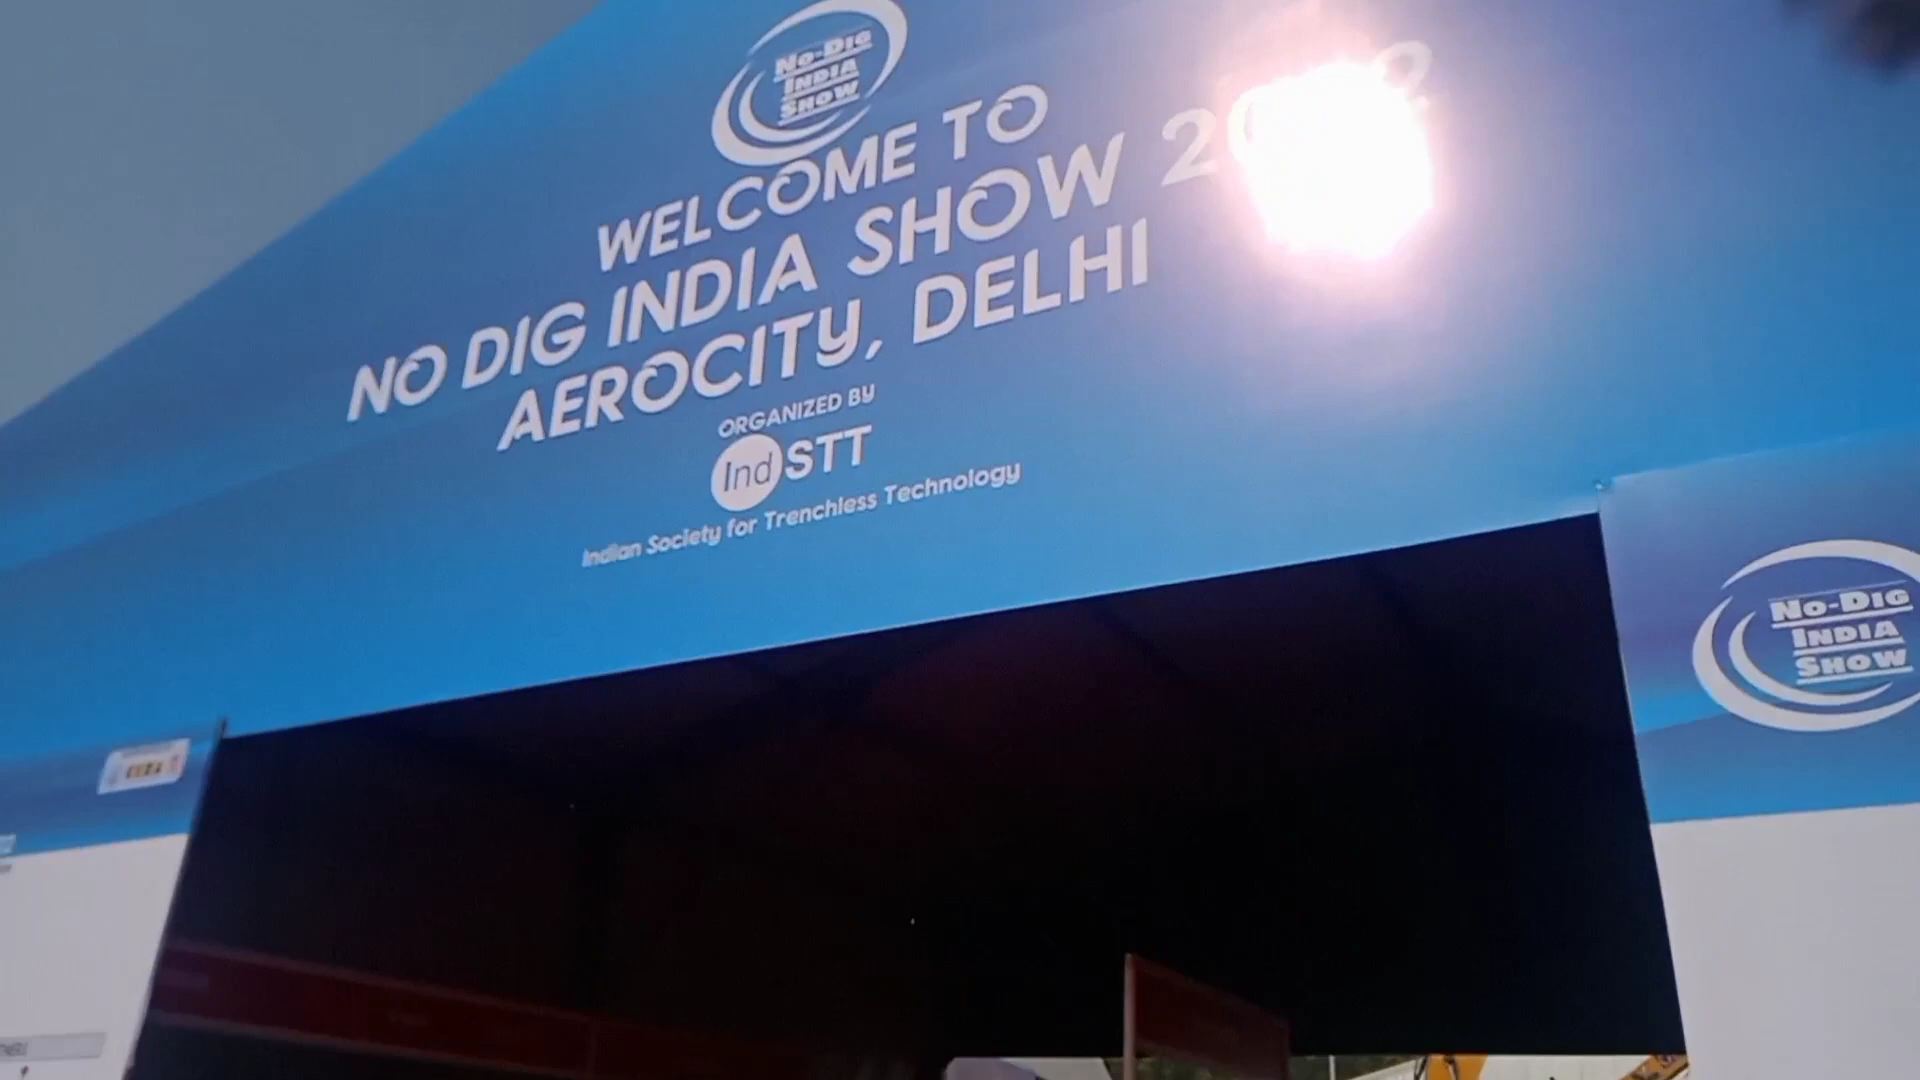 No-Dig
India
Show
WELCOME TO
NO DIG INDIA SHOW
AEROCITY, DELHI
ORGANIZED BY
Ind STT
Indian Society for Trenchless Technology
No-Dig
India
Show